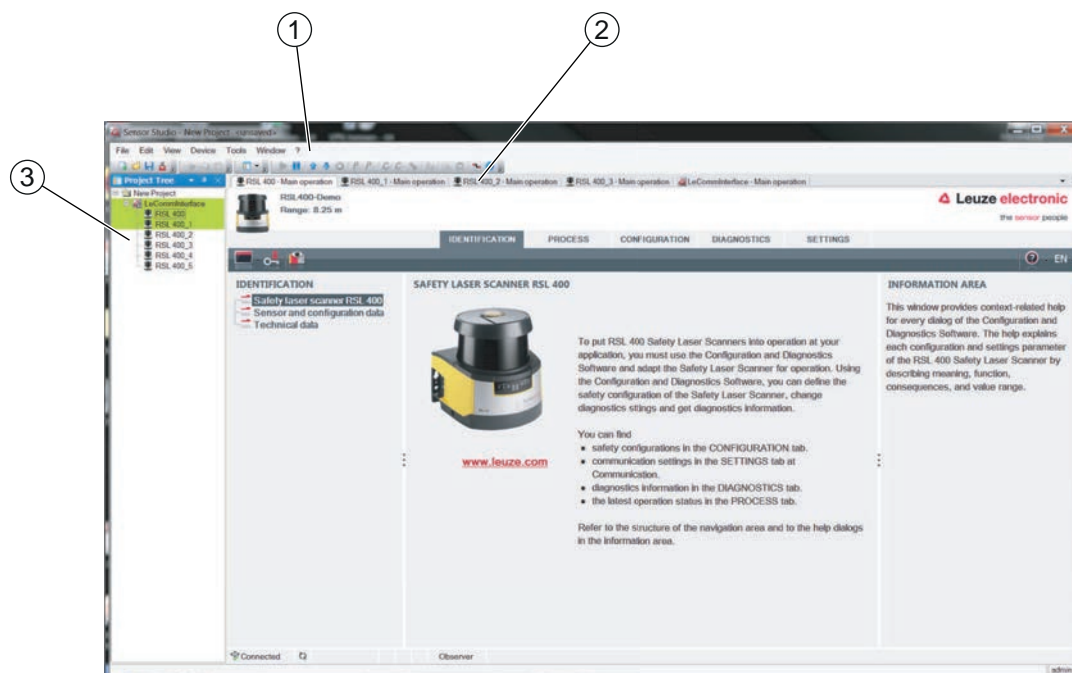 1
2
3
Sensor Studio - New Project <unsaved>
File Edit View Device Tools Window ?
Project Tree
New Project
LeCommInterface
RSL 400
RSL 400_1
RSL 400_2
RSL 400_3
RSL 400_4
RSL 400_5
RSL 400 - Main operation RSL 400_1 - Main operation RSL 400_2 - Main operation RSL 400_3 - Main operation LeCommInterface - Main operation
RSL400-Demo
Range: 8.25 m
Leuze electronic
the sensor people
IDENTIFICATION PROCESS CONFIGURATION DIAGNOSTICS SETTINGS
? EN
IDENTIFICATION
Safety laser scanner RSL 400
Sensor and configuration data
Technical data
SAFETY LASER SCANNER RSL 400
www.leuze.com
To put RSL 400 Safety Laser Scanners into operation at your
application, you must use the Configuration and Diagnostics
Software and adapt the Safety Laser Scanner for operation. Using
the Configuration and Diagnostics Software, you can define the
safety configuration of the Safety Laser Scanner, change
diagnostics sttings and get diagnostics information.
You can find
• safety configurations in the CONFIGURATION tab.
• communication settings in the SETTINGS tab at
Communication.
• diagnostics information in the DIAGNOSTICS tab.
• the latest operation status in the PROCESS tab.
Refer to the structure of the navigation area and to the help dialogs
in the information area.
INFORMATION AREA
This window provides context-related help
for every dialog of the Configuration and
Diagnostics Software. The help explains
each configuration and settings parameter
of the RSL 400 Safety Laser Scanner by
describing meaning, function,
consequences, and value range.
Connected Observer
admin